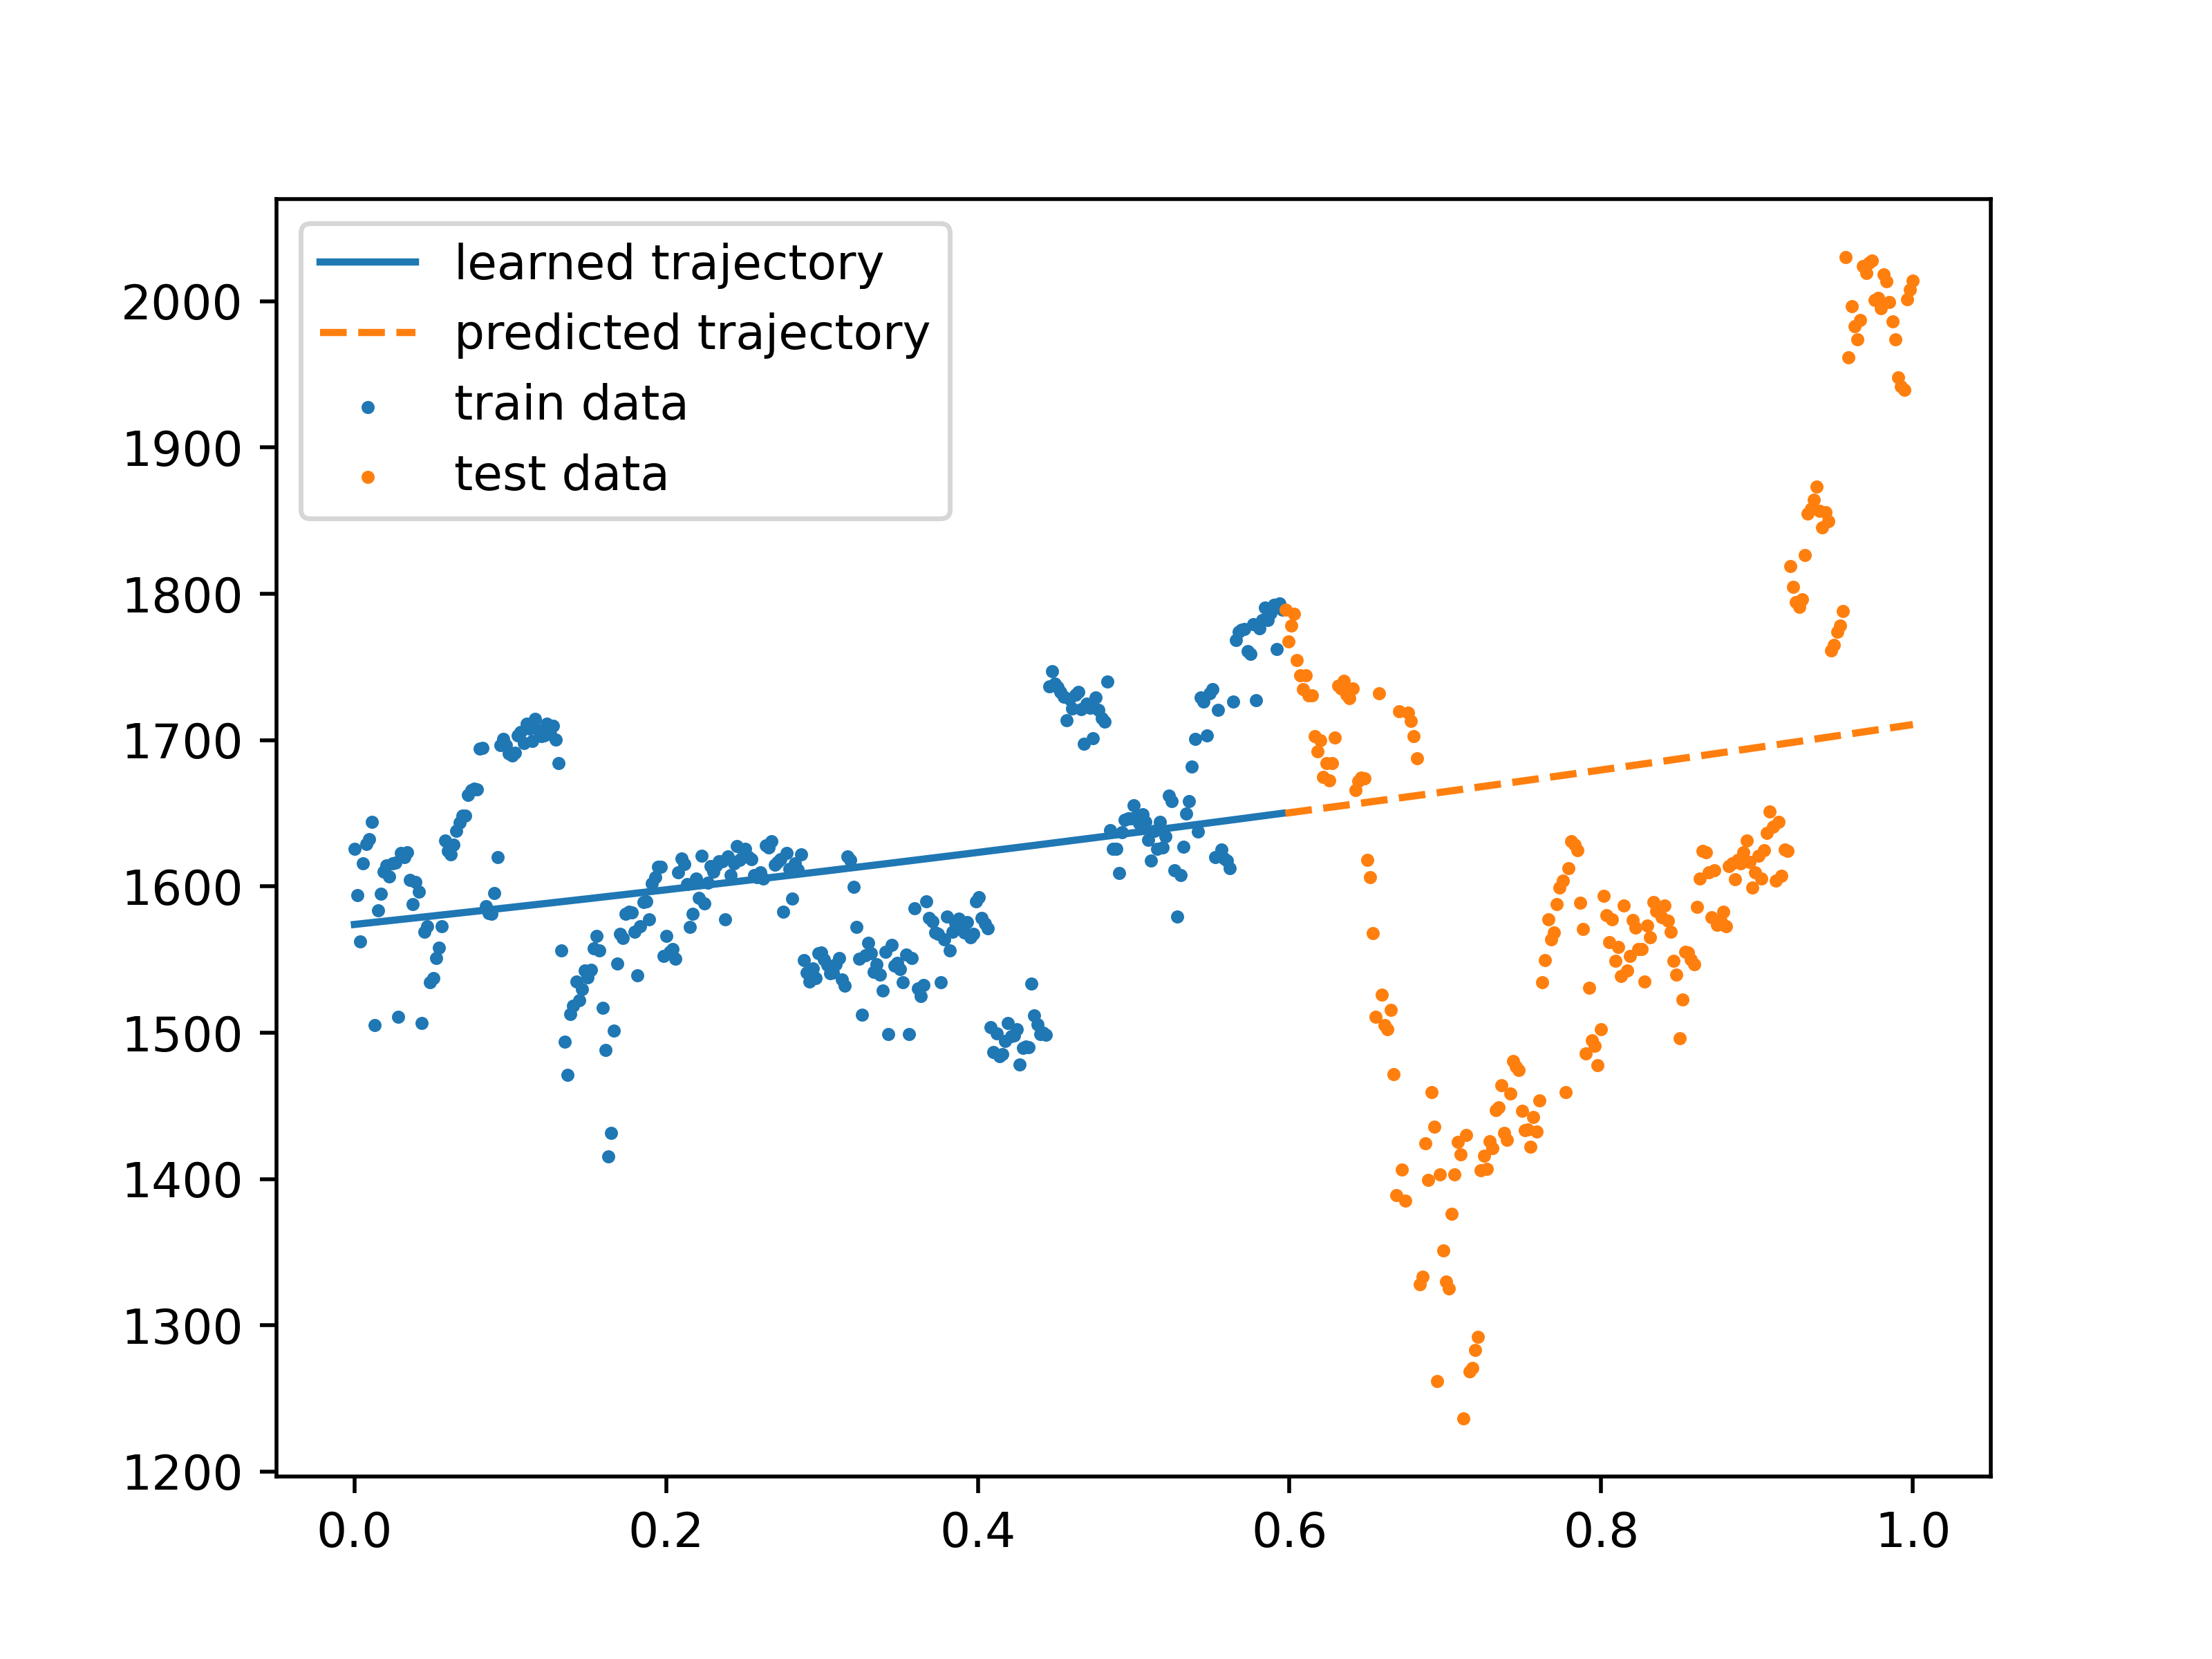 learned trajectory
predicted trajectory
train data
test data
2000
1900
1800
1700
1600
1500
1400
1300
1200
0.0 0.2 0.4 0.6 0.8 1.0